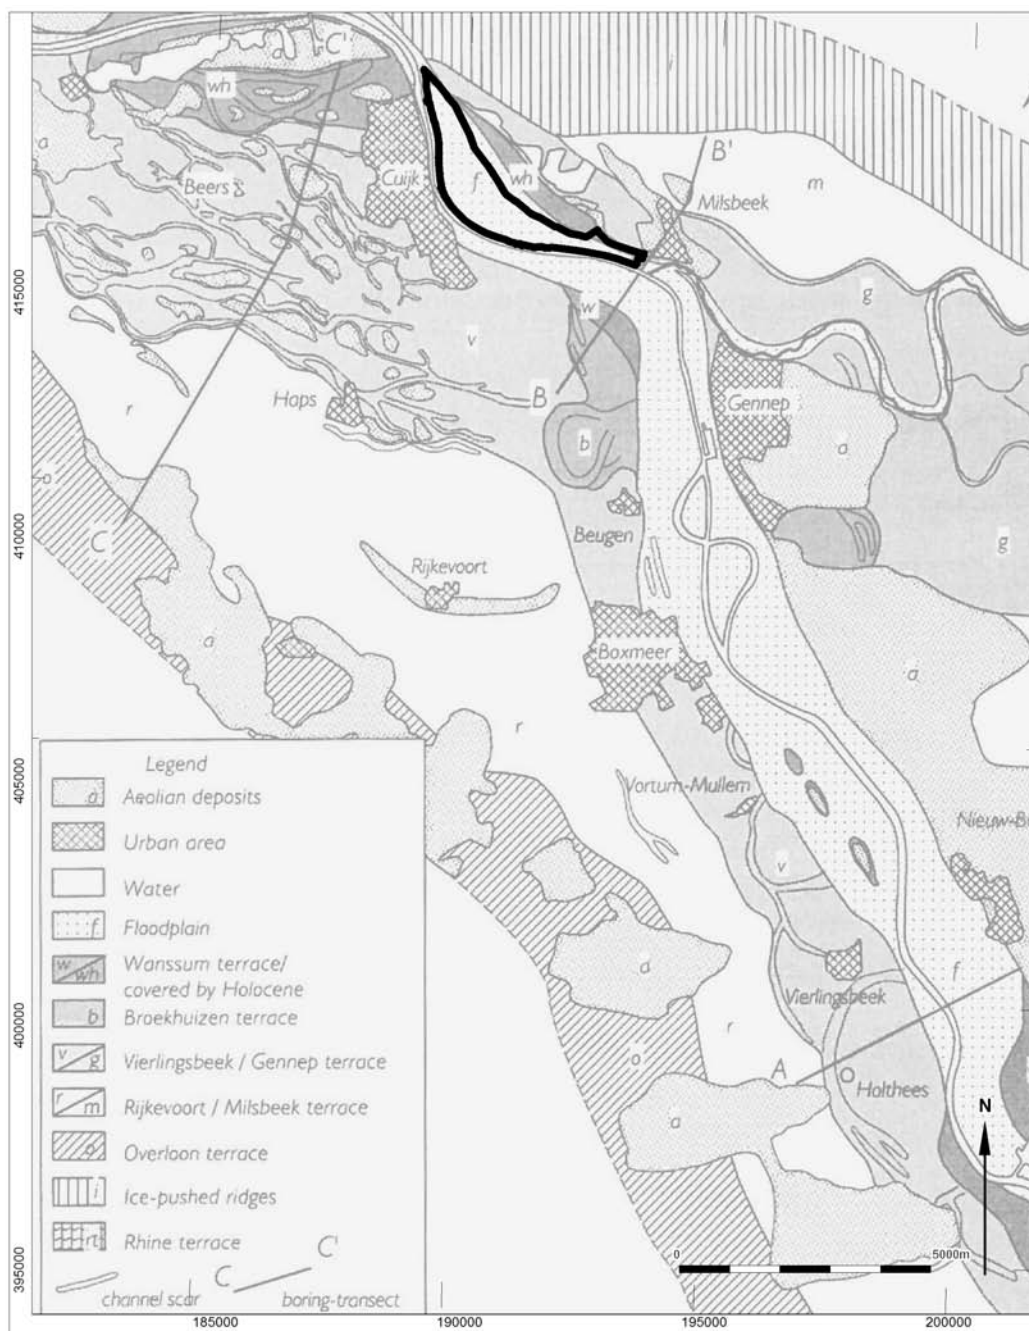 C'
a
i
wh
a
B'
m
Cuijk
wh
f
Milsbeek
Beers
a
415000
g
w
v
Haps
B
Gennep
r
b
a
o
410000
C
Beugen
g
Rijkevoort
a
Boxmeer
a
r
405000
Vortum-Mullem
v
a
Vierlingsbeek
f
400000
r
A
o
Holthees
a
N
395000
0
5000m
Legend
a Aeolian deposits
Urban area
Water
f Floodplain
w wh Wanssum terrace/
covered by Holocene
b Broekhuizen terrace
v g Vierlingsbeek / Gennep terrace
r m Rijkevoort / Milsbeek terrace
o Overloon terrace
i Ice-pushed ridges
rt Rhine terrace
C C'
channel scar boring-transect
185000 190000 195000 200000